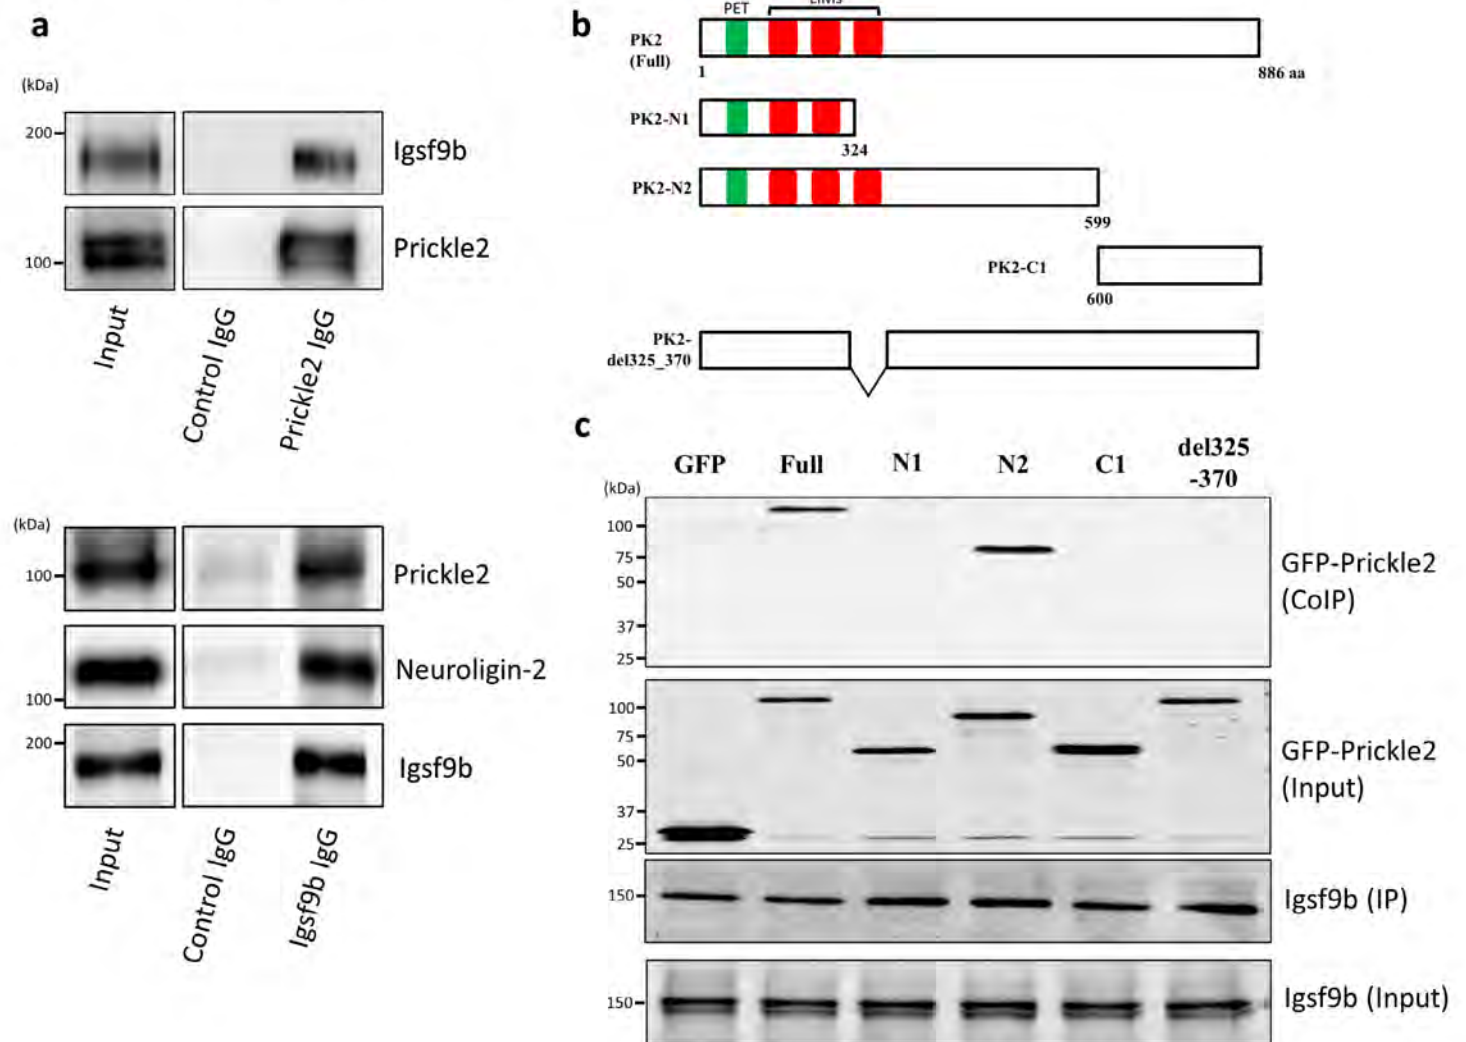 a
(kDa)
200
Igsf9b
100
Prickle2
Input
Control IgG
Prickle2 IgG
(kDa)
100
Prickle2
Neuroligin-2
100
200
Igsf9b
Input
Control IgG
Igsf9b IgG
b
PET
PK2
(Full)
1
886 aa
PK2-N1
324
PK2-N2
599
PK2-C1
600
PK2-
del325_370
c
GFP Full N1 N2 C1 del325
-370
(kDa)
100
75
50
37
25
GFP-Prickle2
(CoIP)
100
75
50
37
25
GFP-Prickle2
(Input)
150
Igsf9b (IP)
150
Igsf9b (Input)